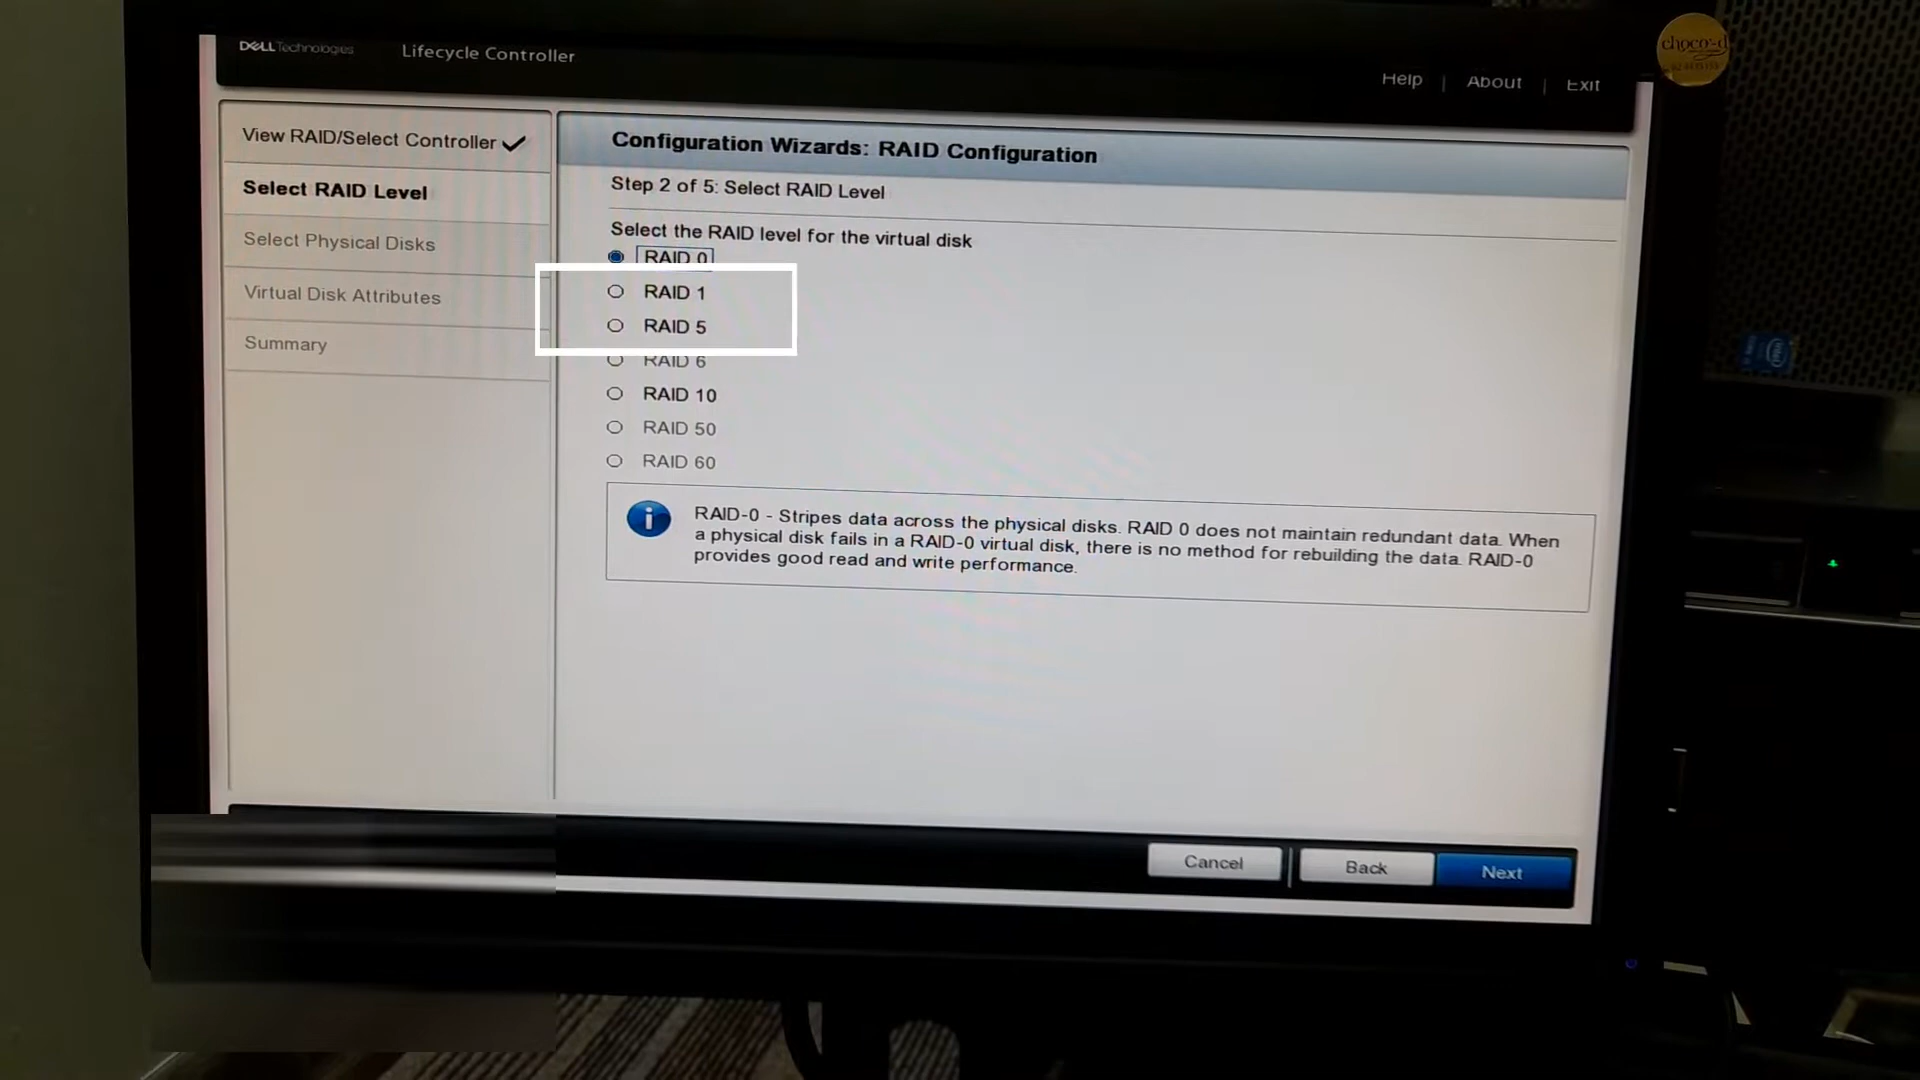 DELL Technologies
Lifecycle Controller
Help | About | Exit
View RAID/Select Controller
Select RAID Level
Select Physical Disks
Virtual Disk Attributes
Summary
Configuration Wizards: RAID Configuration
Step 2 of 5: Select RAID Level
Select the RAID level for the virtual disk
RAID 0
RAID 1
RAID 5
RAID 6
RAID 10
RAID 50
RAID 60
RAID-0 - Stripes data across the physical disks. RAID 0 does not maintain redundant data. When
a physical disk fails in a RAID-0 virtual disk, there is no method for rebuilding the data. RAID-0
provides good read and write performance.
Cancel
Back
Next
choco-d